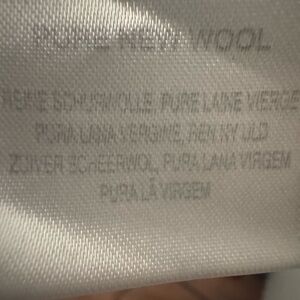 PURE NEW WOOL
REINE SCHURWOLLE, PURE LAINE VIERGE
PURA LANA VERGINE, REN NY ULD
ZUIVER SCHEERWOL, PURA LANA VIRGEM
PURA LÃ VIRGEM